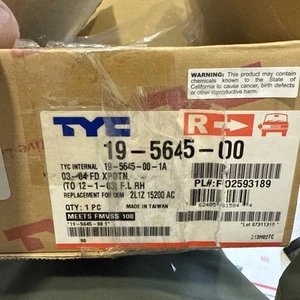 WARNING: This product may contain
chemicals known to the State of
California to cause cancer, birth defects
or other reproductive harm.
TYC
R
19-5645-00
TYC INTERNAL 19-5645-00-1A
03-04 FD XPDTN
(TO 12-1-03) F.L RH
PL#:FO2593189
REPLACEMENT FOR OEM 2L1Z 15200 AC
QTY: 1 PC
MADE IN TAIWAN
MEETS FMVSS 108